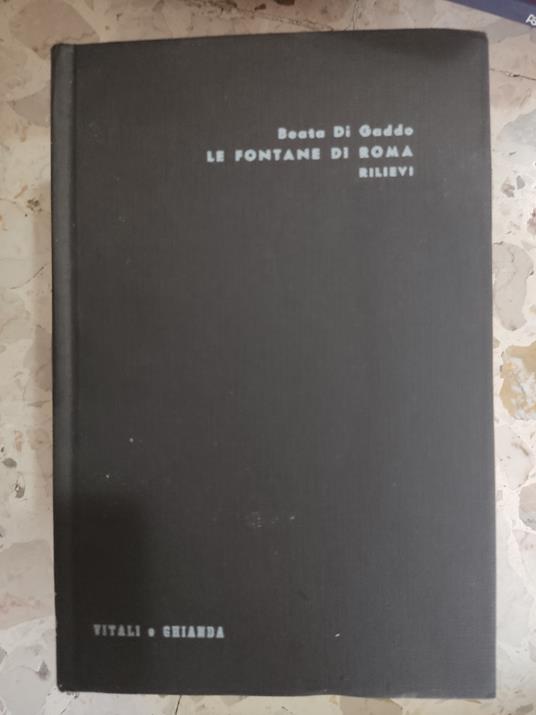 Beata Di Gaddo
LE FONTANE DI ROMA
RILIEVI
VITALI e GHIANDA